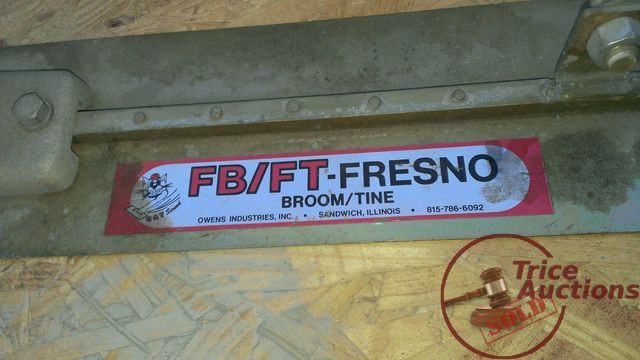 FB/FT-FRESNO
BROOM/TINE
OWENS INDUSTRIES, INC. • SANDWICH, ILLINOIS • 815-786-6092
Trice
Auctions
SOLD